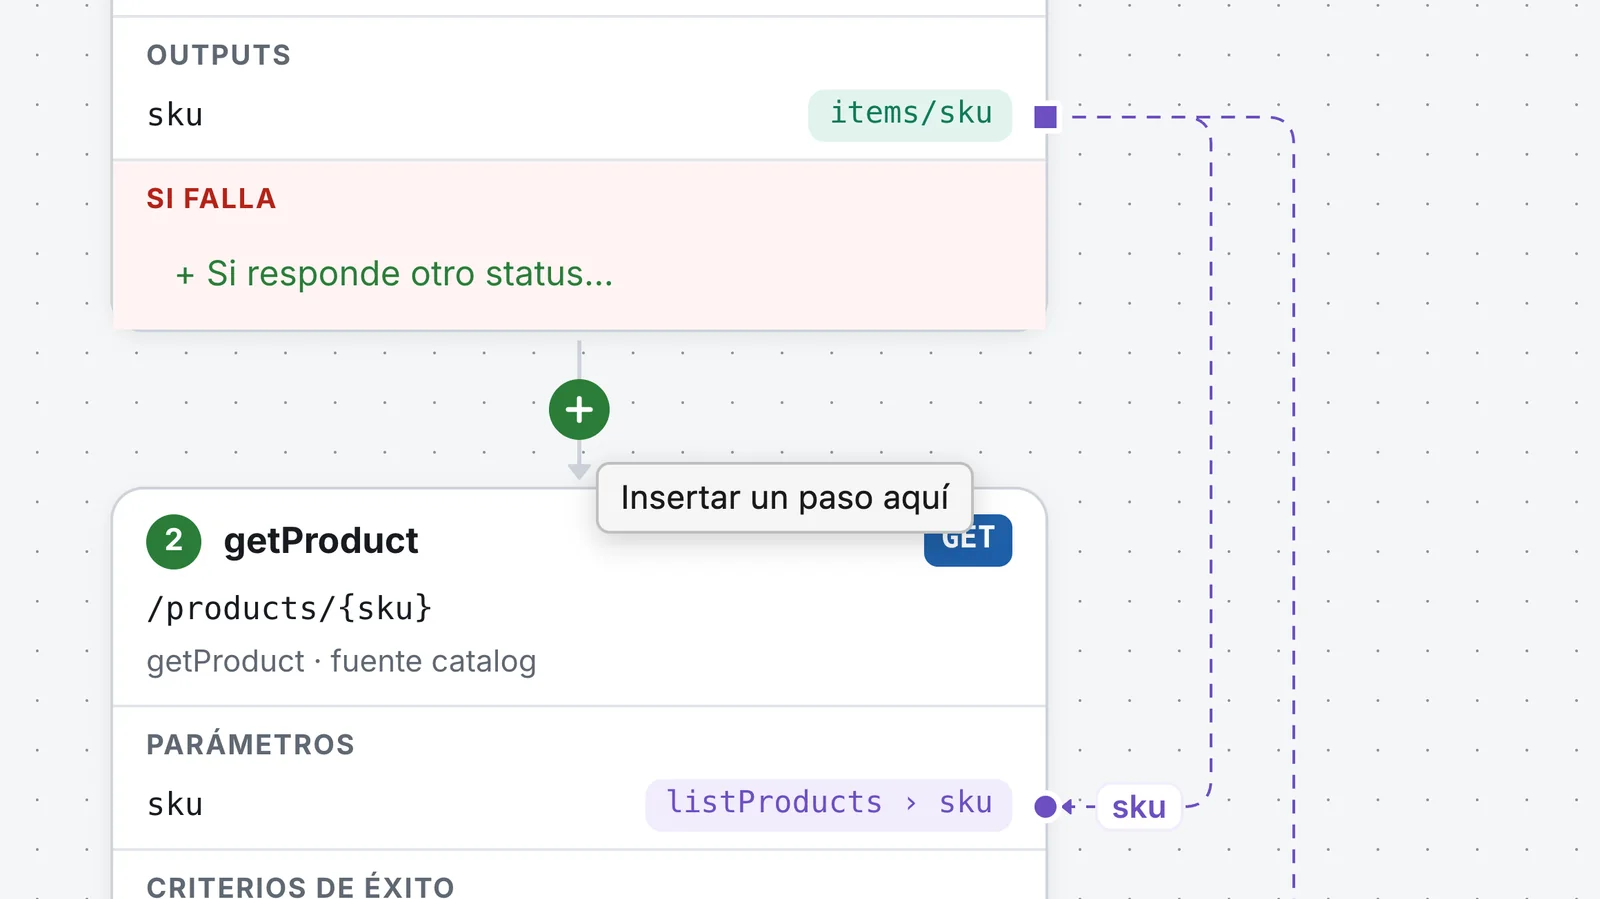 OUTPUTS
sku items/sku
SI FALLA
+ Si responde otro status...
+
Insertar un paso aquí
2 getProduct GET
/products/{sku}
getProduct · fuente catalog
PARÁMETROS
sku listProducts › sku sku
CRITERIOS DE ÉXITO